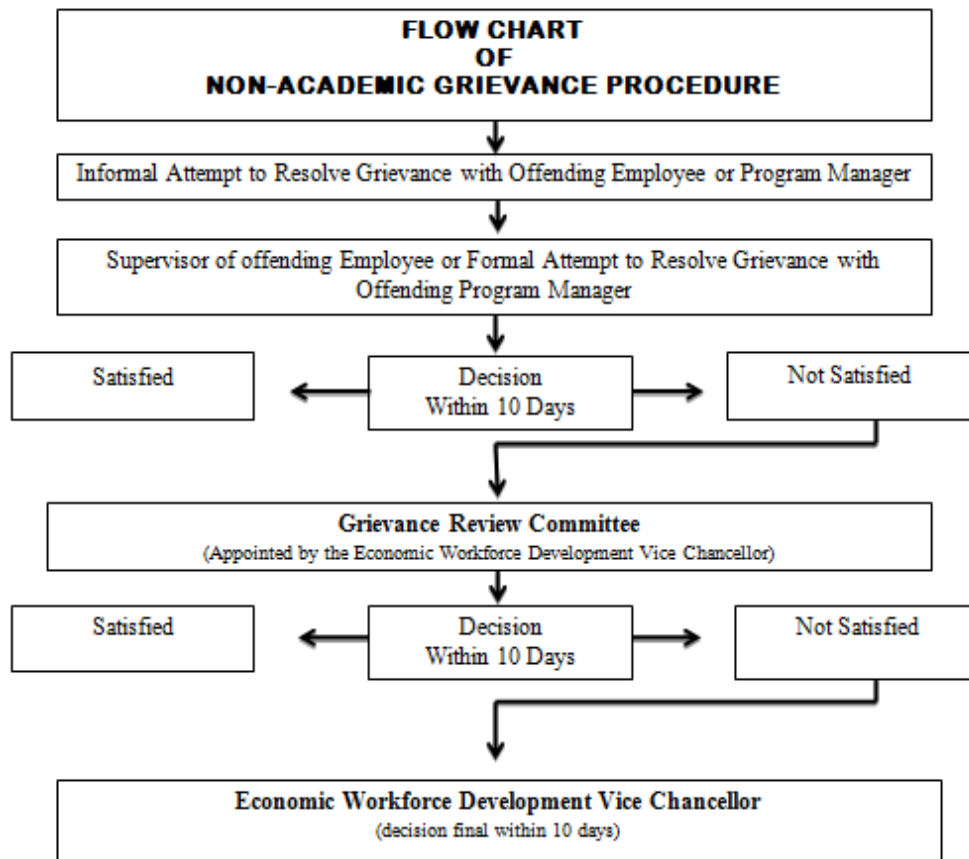 FLOW CHART
OF
NON-ACADEMIC GRIEVANCE PROCEDURE
Informal Attempt to Resolve Grievance with Offending Employee or Program Manager
Supervisor of offending Employee or Formal Attempt to Resolve Grievance with
Offending Program Manager
Satisfied
Decision
Within 10 Days
Not Satisfied
Grievance Review Committee
(Appointed by the Economic Workforce Development Vice Chancellor)
Satisfied
Decision
Within 10 Days
Not Satisfied
Economic Workforce Development Vice Chancellor
(decision final within 10 days)